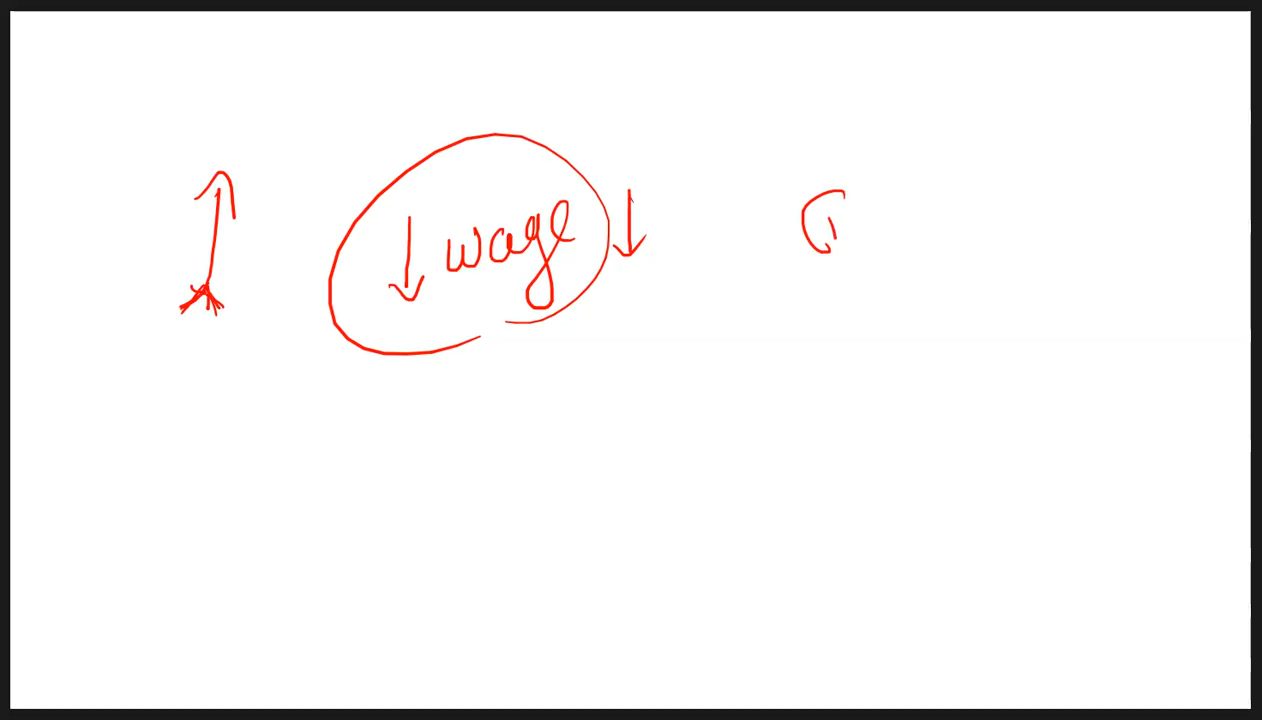 ↑ ↓ wage ↓